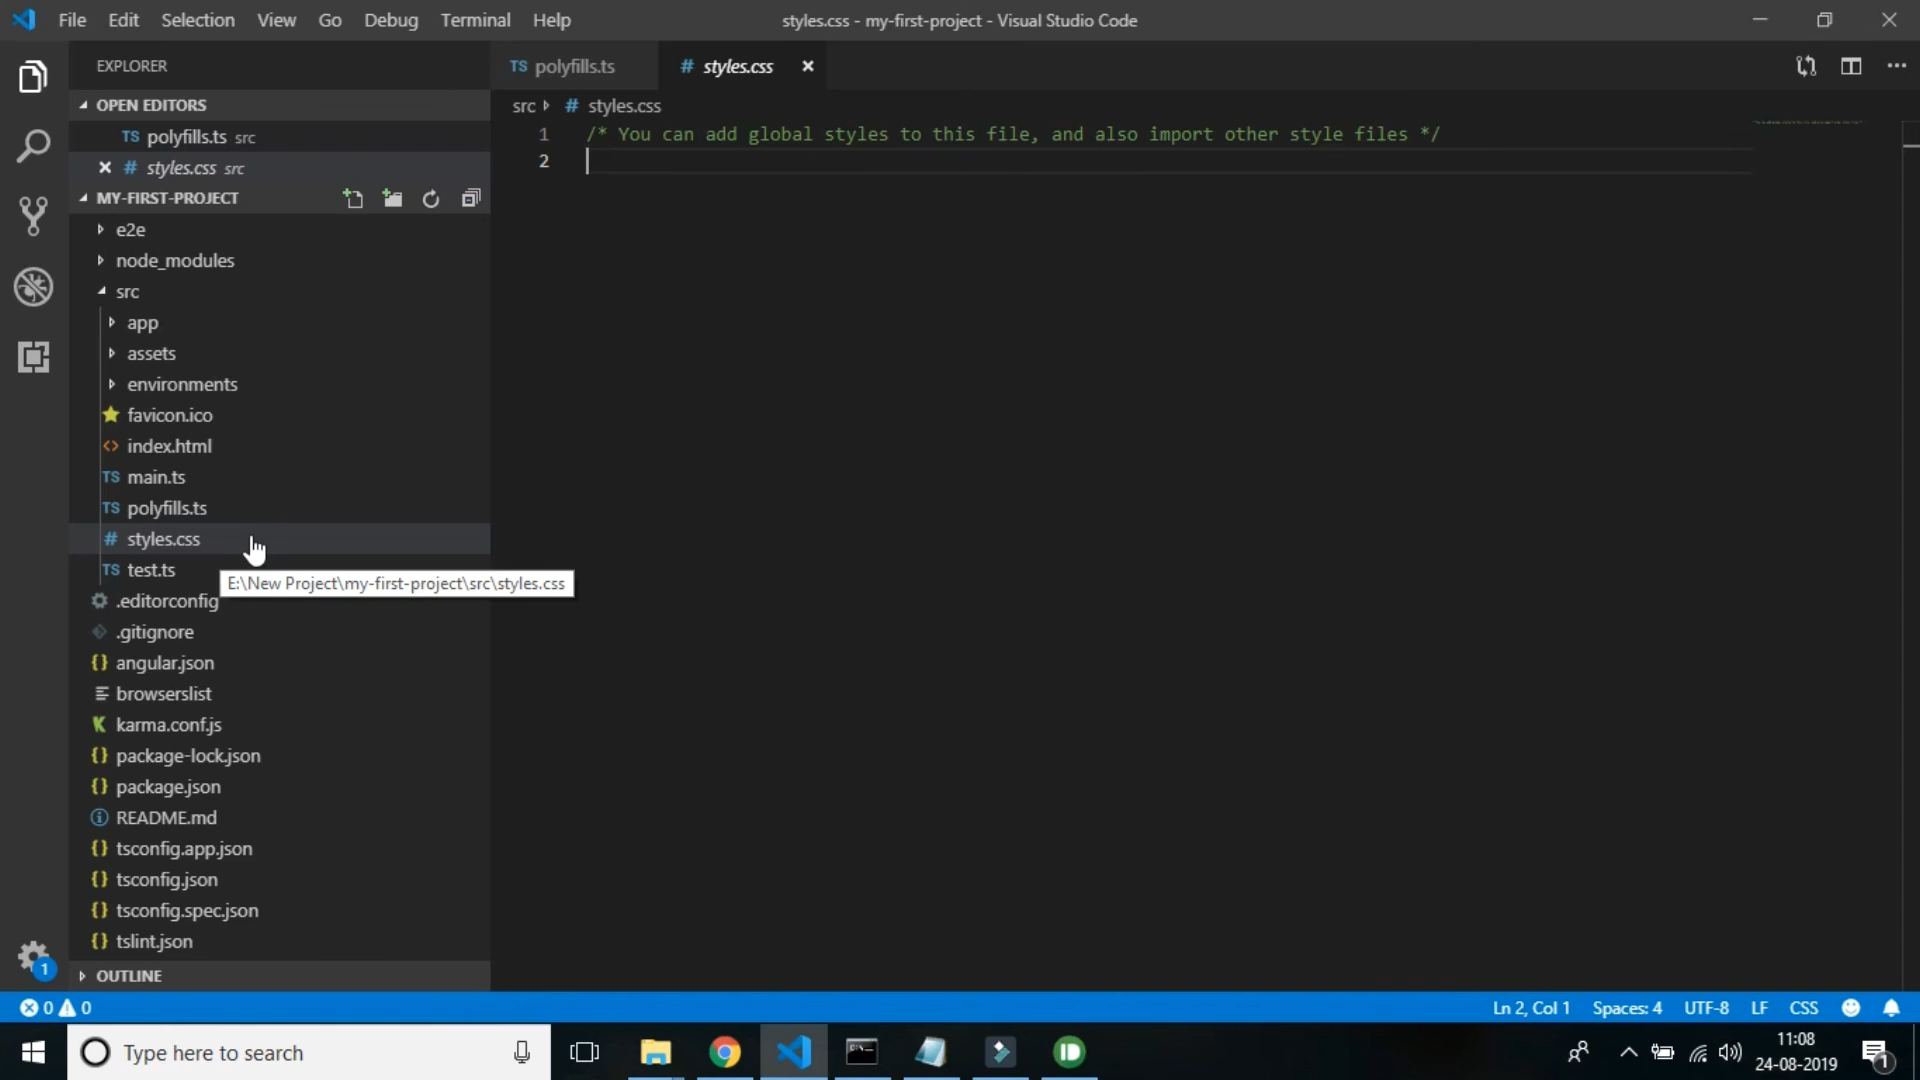 File Edit Selection View Go Debug Terminal Help
styles.css - my-first-project - Visual Studio Code
EXPLORER
OPEN EDITORS
TS polyfills.ts src
# styles.css src
MY-FIRST-PROJECT
e2e
node_modules
src
app
assets
environments
favicon.ico
<> index.html
TS main.ts
TS polyfills.ts
# styles.css
TS test.ts
E:\New Project\my-first-project\src\styles.css
.editorconfig
.gitignore
{} angular.json
browserslist
K karma.conf.js
{} package-lock.json
{} package.json
README.md
{} tsconfig.app.json
{} tsconfig.json
{} tsconfig.spec.json
{} tslint.json
OUTLINE
TS polyfills.ts # styles.css
src # styles.css
1 /* You can add global styles to this file, and also import other style files */
2
1
0 0
Ln 2, Col 1 Spaces: 4 UTF-8 LF CSS
Type here to search
11:08
24-08-2019
1